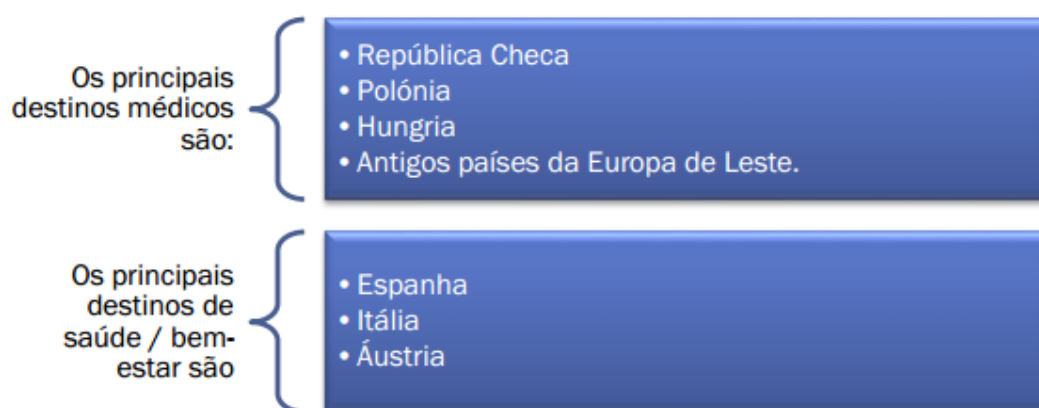 Os principais
destinos médicos
são:
• República Checa
• Polónia
• Hungria
• Antigos países da Europa de Leste.
Os principais
destinos de
saúde / bem-
estar são
• Espanha
• Itália
• Áustria